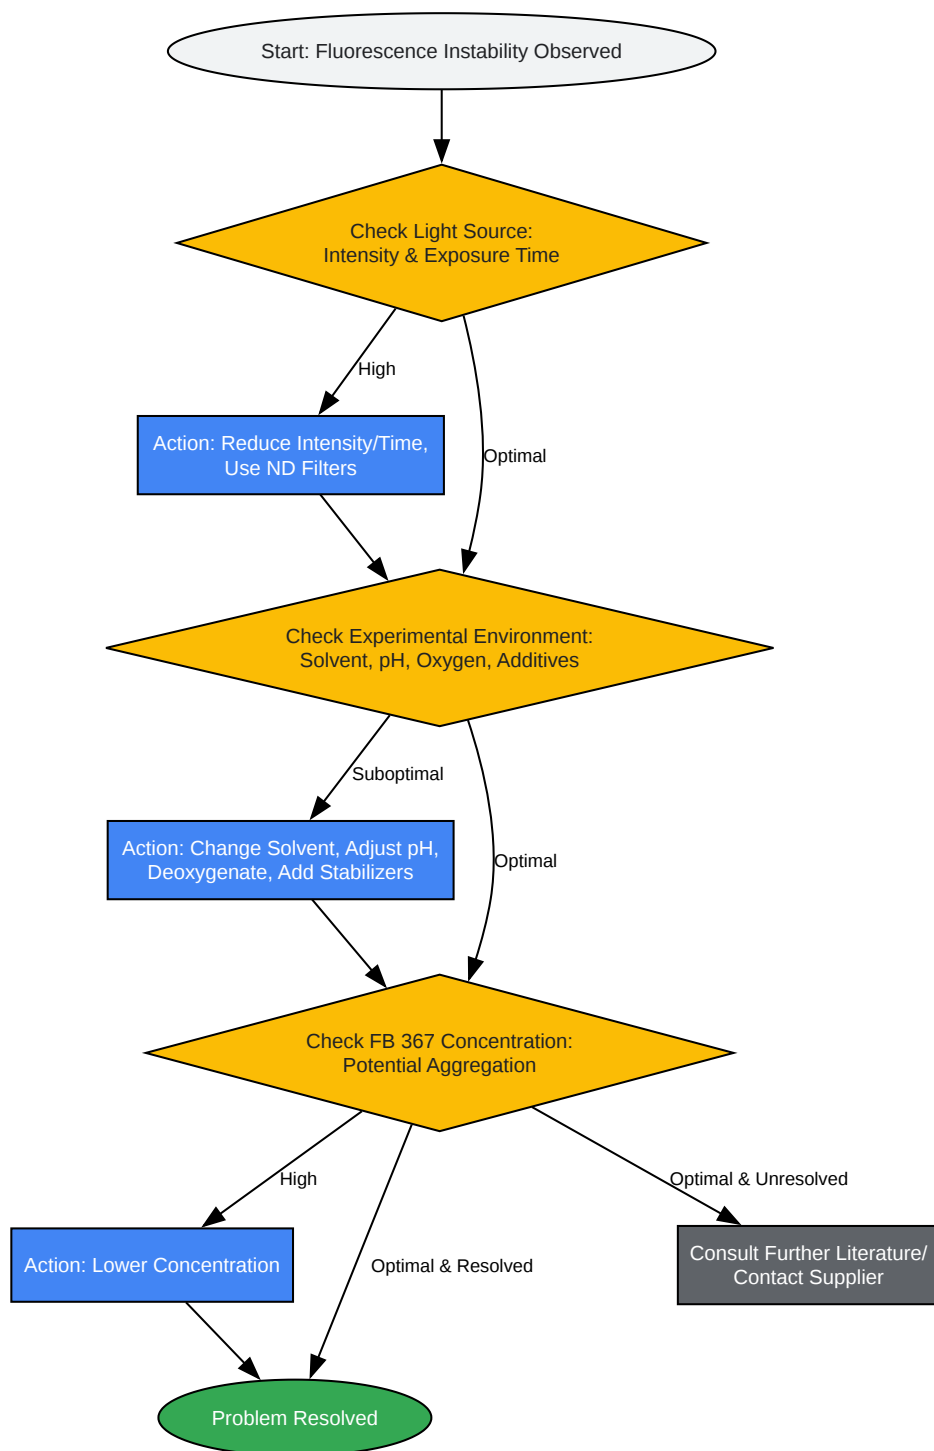 Start: Fluorescence Instability Observed
Check Light Source:
Intensity & Exposure Time
High
Action: Reduce Intensity/Time,
Use ND Filters
Optimal
Check Experimental Environment:
Solvent, pH, Oxygen, Additives
Suboptimal
Action: Change Solvent, Adjust pH,
Deoxygenate, Add Stabilizers
Optimal
Check FB 367 Concentration:
Potential Aggregation
High
Optimal & Unresolved
Action: Lower Concentration
Optimal & Resolved
Consult Further Literature/
Contact Supplier
Problem Resolved